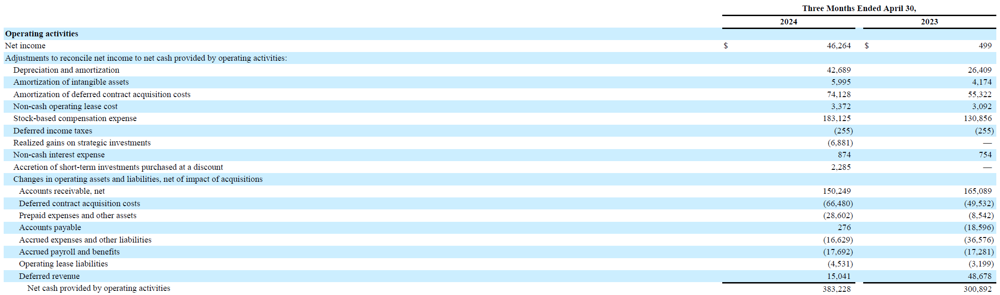 Three Months Ended April 30,
2024 2023
Operating activities
Net income $ 46,264 $ 499
Adjustments to reconcile net income to net cash provided by operating activities:
Depreciation and amortization 42,689 26,409
Amortization of intangible assets 5,995 4,174
Amortization of deferred contract acquisition costs 74,128 55,322
Non-cash operating lease cost 3,372 3,092
Stock-based compensation expense 183,125 130,856
Deferred income taxes (255) (255)
Realized gains on strategic investments (6,881) —
Non-cash interest expense 874 754
Accretion of short-term investments purchased at a discount 2,285 —
Changes in operating assets and liabilities, net of impact of acquisitions
Accounts receivable, net 150,249 165,089
Deferred contract acquisition costs (66,480) (49,532)
Prepaid expenses and other assets (28,602) (8,542)
Accounts payable 276 (18,596)
Accrued expenses and other liabilities (16,629) (36,576)
Accrued payroll and benefits (17,692) (17,281)
Operating lease liabilities (4,531) (3,199)
Deferred revenue 15,041 48,678
Net cash provided by operating activities 383,228 300,892